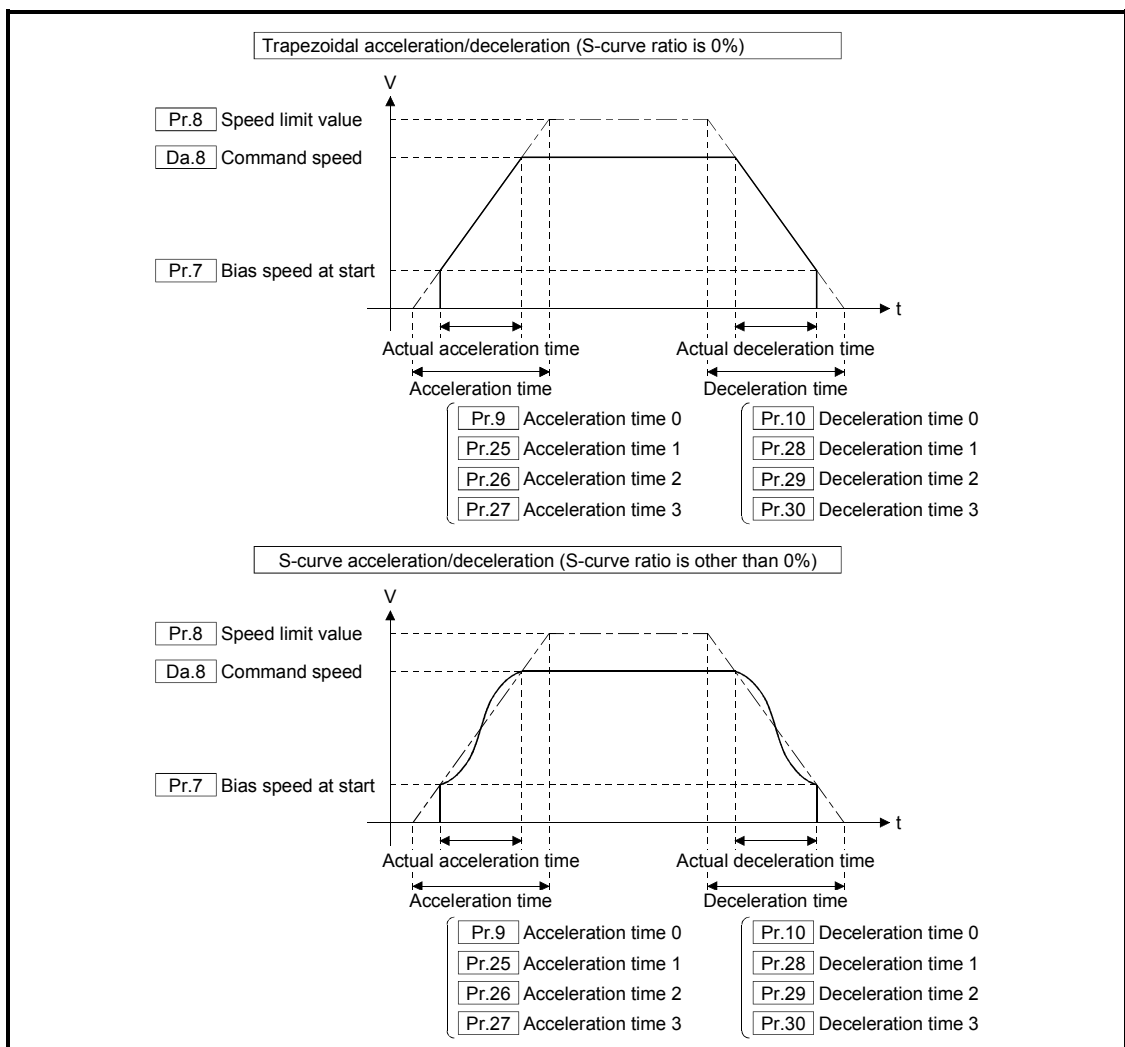 Trapezoidal acceleration/deceleration (S-curve ratio is 0%)
V
Pr.8 Speed limit value
Da.8 Command speed
Pr.7 Bias speed at start
t
Actual acceleration time Actual deceleration time
Acceleration time Deceleration time
Pr.9 Acceleration time 0 Pr.10 Deceleration time 0
Pr.25 Acceleration time 1 Pr.28 Deceleration time 1
Pr.26 Acceleration time 2 Pr.29 Deceleration time 2
Pr.27 Acceleration time 3 Pr.30 Deceleration time 3
S-curve acceleration/deceleration (S-curve ratio is other than 0%)
V
Pr.8 Speed limit value
Da.8 Command speed
Pr.7 Bias speed at start
t
Actual acceleration time Actual deceleration time
Acceleration time Deceleration time
Pr.9 Acceleration time 0 Pr.10 Deceleration time 0
Pr.25 Acceleration time 1 Pr.28 Deceleration time 1
Pr.26 Acceleration time 2 Pr.29 Deceleration time 2
Pr.27 Acceleration time 3 Pr.30 Deceleration time 3